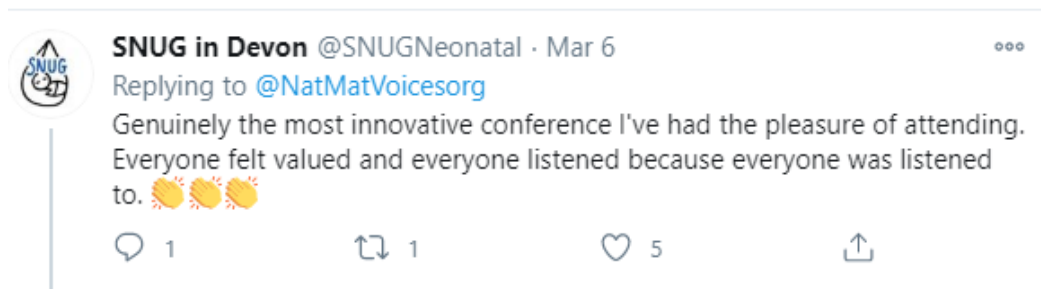 SNUG
SNUG in Devon @SNUGNeonatal · Mar 6
Replying to @NatMatVoicesorg
Genuinely the most innovative conference I've had the pleasure of attending.
Everyone felt valued and everyone listened because everyone was listened
to. 👏👏👏
1 1 5